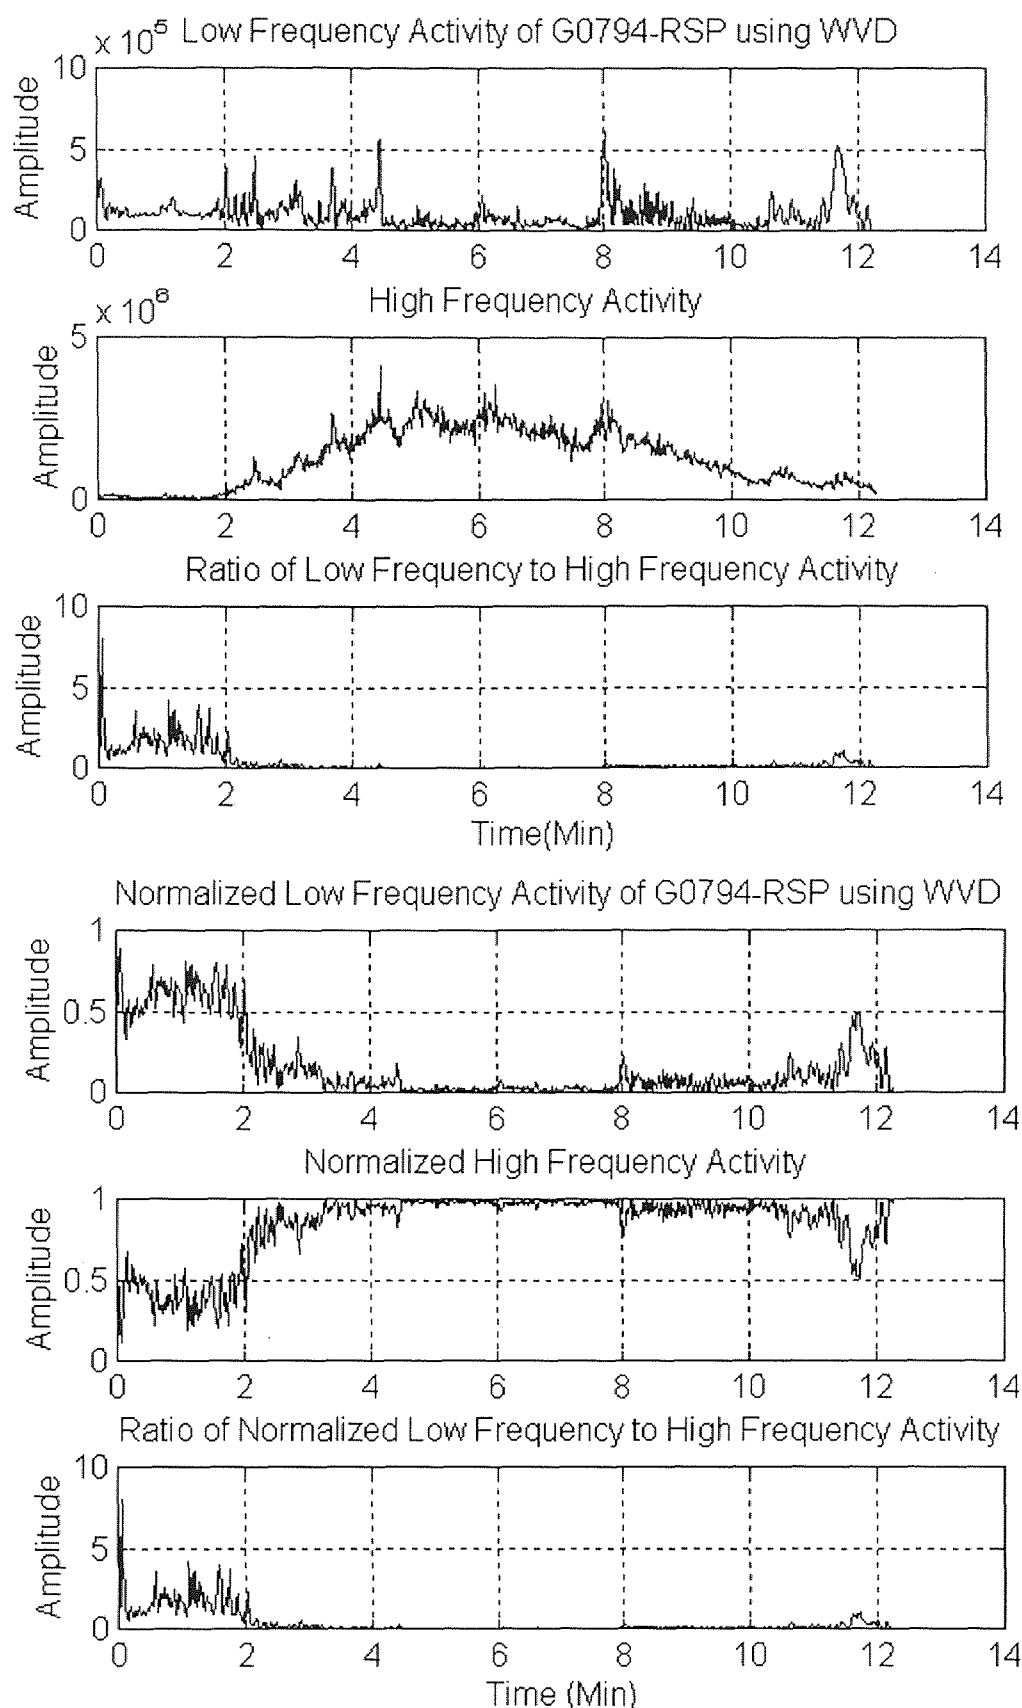 x 10^5 Low Frequency Activity of G0794-RSP using WVD
Amplitude
10
5
0
0 2 4 6 8 10 12 14
x 10^6 High Frequency Activity
Amplitude
5
0
0 2 4 6 8 10 12 14
Ratio of Low Frequency to High Frequency Activity
Amplitude
10
5
0
0 2 4 6 8 10 12 14
Time(Min)
Normalized Low Frequency Activity of G0794-RSP using WVD
Amplitude
1
0.5
0
0 2 4 6 8 10 12 14
Normalized High Frequency Activity
Amplitude
1
0.5
0
0 2 4 6 8 10 12 14
Ratio of Normalized Low Frequency to High Frequency Activity
Amplitude
10
5
0
0 2 4 6 8 10 12 14
Time (Min)